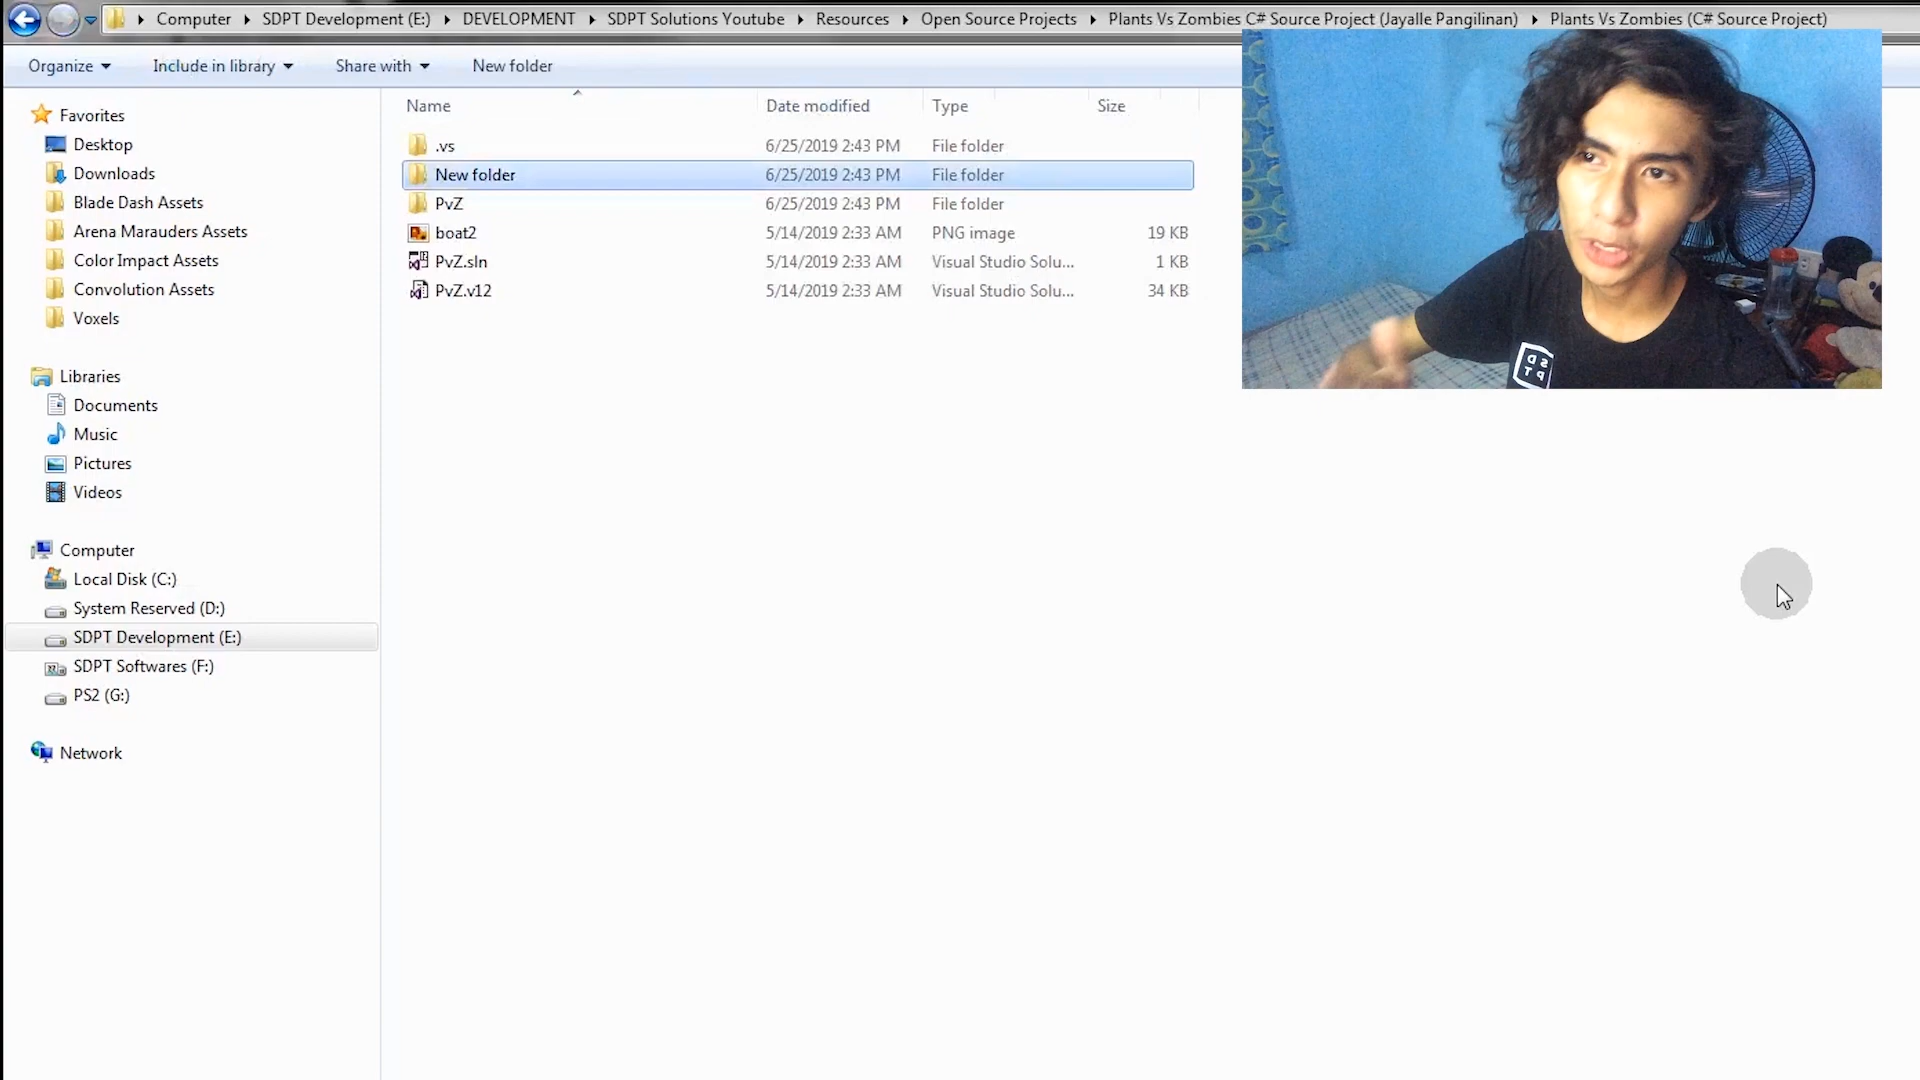 Computer SDPT Development (E:) DEVELOPMENT SDPT Solutions Youtube Resources Open Source Projects Plants Vs Zombies C# Source Project (Jayalle Pangilinan) Plants Vs Zombies (C# Source Project)
Organize Include in library Share with New folder
Name Date modified Type Size
.vs 6/25/2019 2:43 PM File folder
New folder 6/25/2019 2:43 PM File folder
PvZ 6/25/2019 2:43 PM File folder
boat2 5/14/2019 2:33 AM PNG image 19 KB
PvZ.sln 5/14/2019 2:33 AM Visual Studio Solu... 1 KB
PvZ.v12 5/14/2019 2:33 AM Visual Studio Solu... 34 KB
Favorites
Desktop
Downloads
Blade Dash Assets
Arena Marauders Assets
Color Impact Assets
Convolution Assets
Voxels
Libraries
Documents
Music
Pictures
Videos
Computer
Local Disk (C:)
System Reserved (D:)
SDPT Development (E:)
SDPT Softwares (F:)
PS2 (G:)
Network